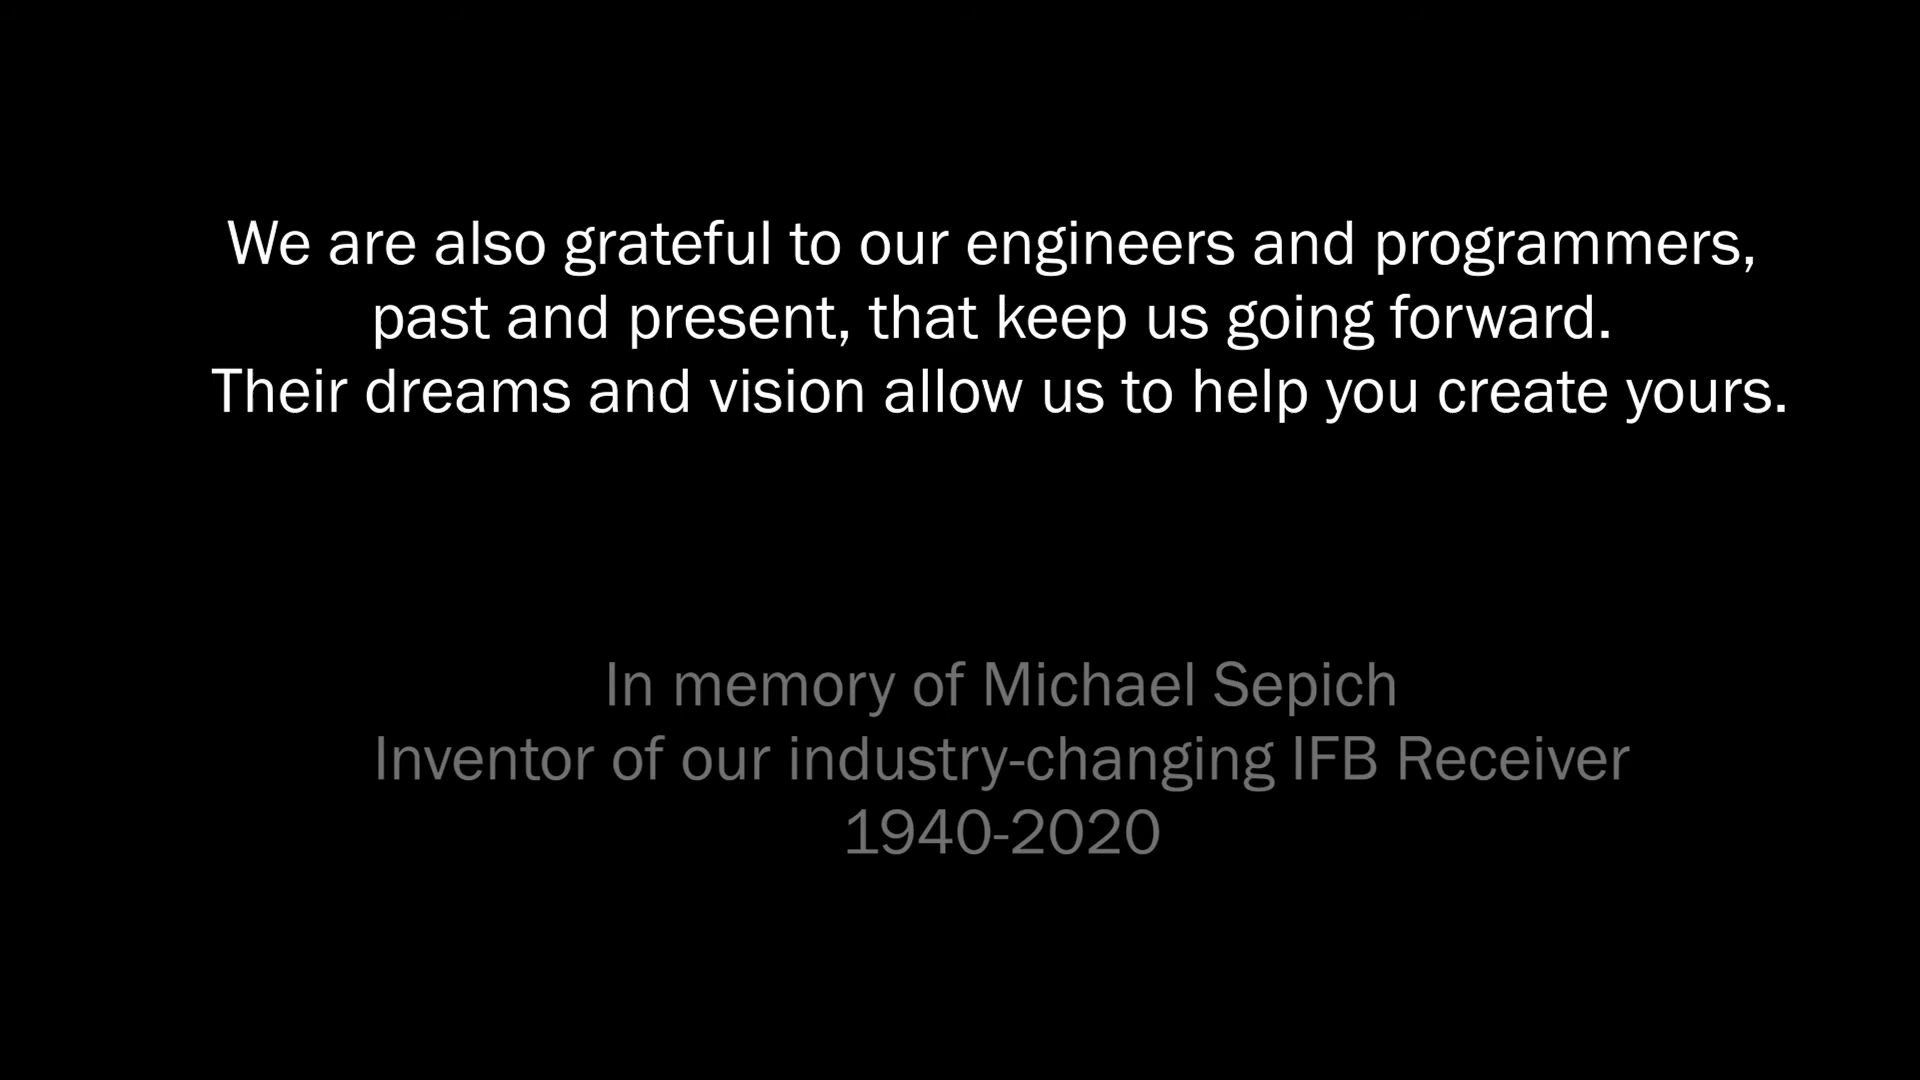 We are also grateful to our engineers and programmers,
past and present, that keep us going forward.
Their dreams and vision allow us to help you create yours.
In memory of Michael Sepich
Inventor of our industry-changing IFB Receiver
1940-2020